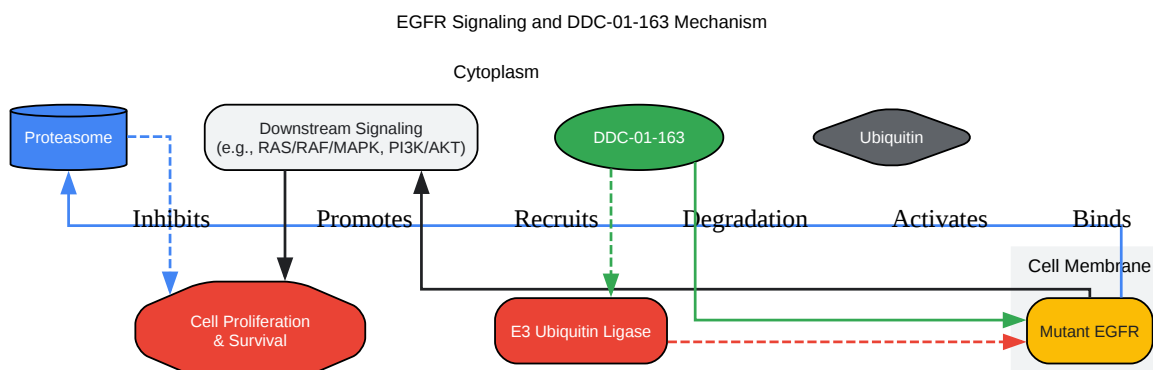 EGFR Signaling and DDC-01-163 Mechanism
Cytoplasm
Proteasome
Downstream Signaling
(e.g., RAS/RAF/MAPK, PI3K/AKT)
DDC-01-163
Ubiquitin
Inhibits
Promotes
Recruits
Degradation
Activates
Binds
Cell Membrane
Cell Proliferation
& Survival
E3 Ubiquitin Ligase
Mutant EGFR